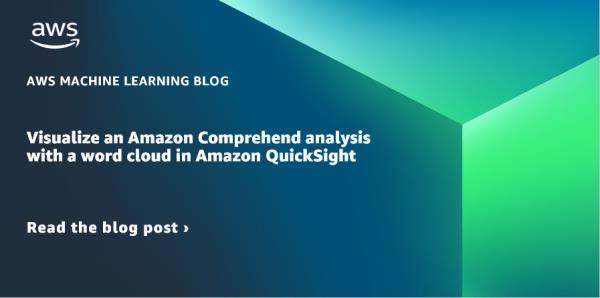 aws
AWS MACHINE LEARNING BLOG
Visualize an Amazon Comprehend analysis
with a word cloud in Amazon QuickSight
Read the blog post ›